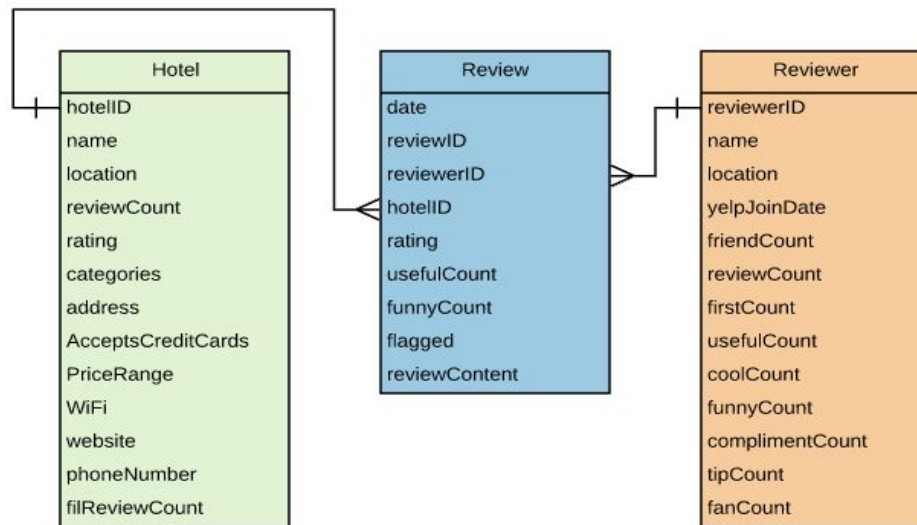 Hotel
hotelID
name
location
reviewCount
rating
categories
address
AcceptsCreditCards
PriceRange
WiFi
website
phoneNumber
filReviewCount
Review
date
reviewID
reviewerID
hotelID
rating
usefulCount
funnyCount
flagged
reviewContent
Reviewer
reviewerID
name
location
yelpJoinDate
friendCount
reviewCount
firstCount
usefulCount
coolCount
funnyCount
complimentCount
tipCount
fanCount